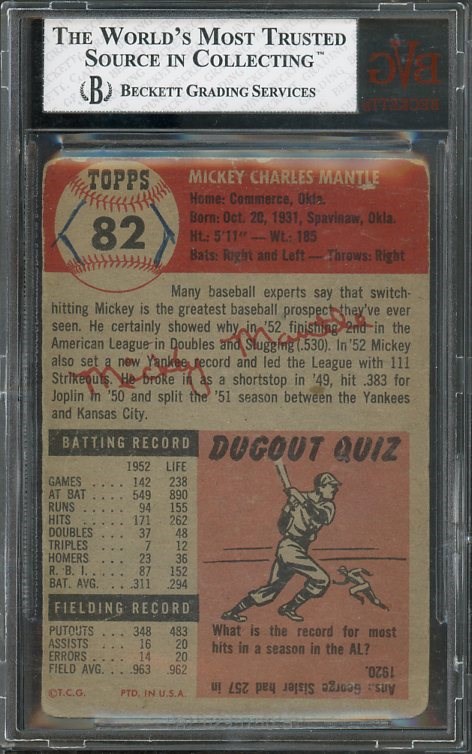 THE WORLD'S MOST TRUSTED
SOURCE IN COLLECTING™
B BECKETT GRADING SERVICES
BVG
BECKETT
TOPPS
82
MICKEY CHARLES MANTLE
Home: Commerce, Okla.
Born: Oct. 20, 1931, Spavinaw, Okla.
Ht.: 5'11" — Wt.: 185
Bats: Right and Left — Throws: Right
Many baseball experts say that switch-
hitting Mickey is the greatest baseball prospect they've ever
seen. He certainly showed why in '52 finishing 2nd in the
American League in Doubles and Slugging (.530). In '52 Mickey
also set a new Yankee record and led the League with 111
Strikeouts. He broke in as a shortstop in '49, hit .383 for
Joplin in '50 and split the '51 season between the Yankees
and Kansas City.
Mickey Mantle
BATTING RECORD
1952 LIFE
GAMES .... 142 238
AT BAT .... 549 890
RUNS ..... 94 155
HITS ..... 171 262
DOUBLES ... 37 48
TRIPLES ... 7 12
HOMERS ... 23 36
R. B. I. .... 87 152
BAT. AVG. ... .311 .294
FIELDING RECORD
PUTOUTS ... 348 483
ASSISTS ... 16 20
ERRORS .... 14 20
FIELD AVG. .. .963 .962
©T.C.G. PTD. IN U.S.A.
DUGOUT QUIZ
What is the record for most
hits in a season in the AL?
Ans.: George Sisler had 257 in
1920.